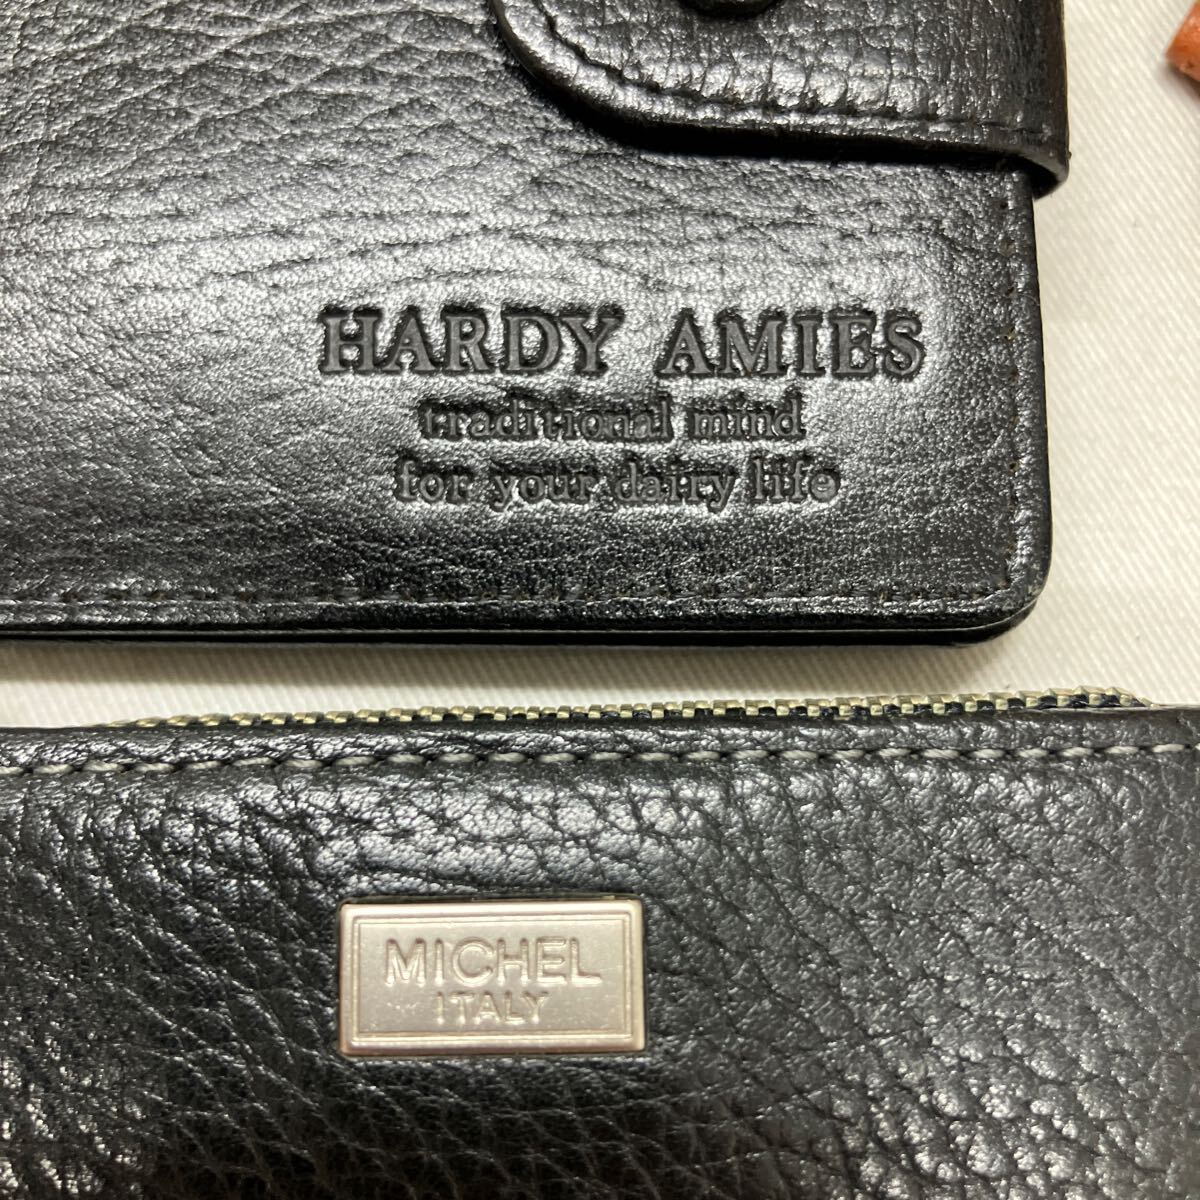 HARDY AMIES
traditional mind
for your dairy life
MICHEL
ITALY